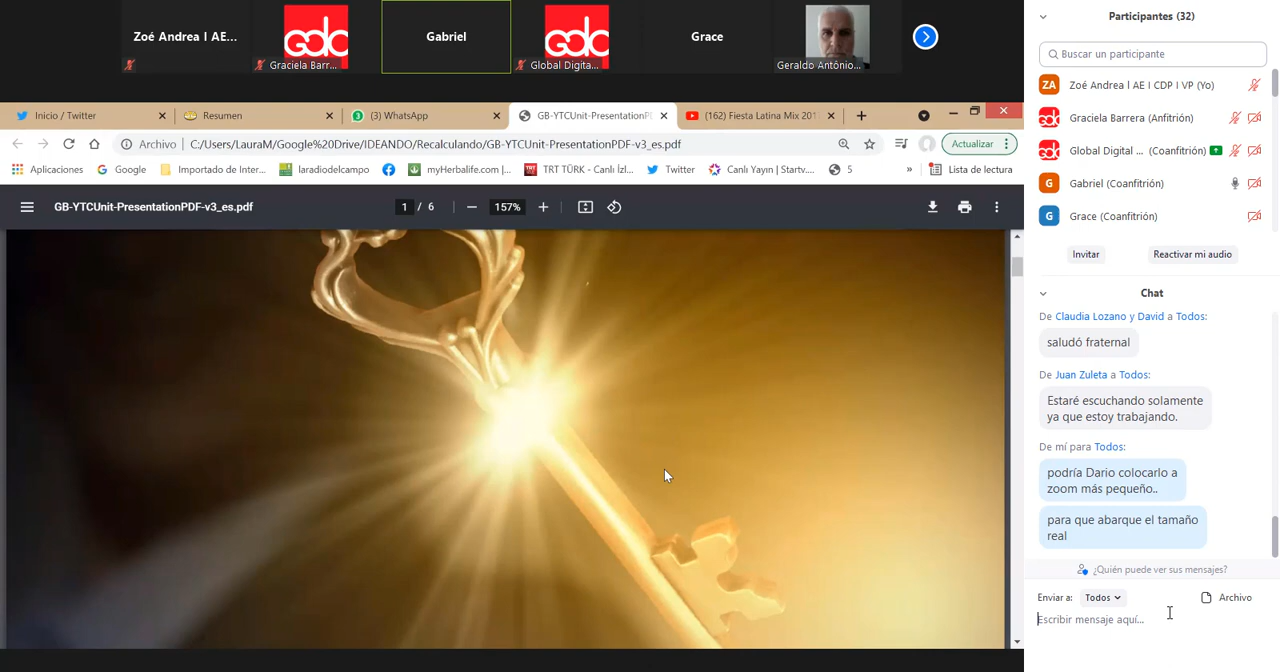 Zoé Andrea l AE...
Graciela Barr...
Gabriel
Global Digita...
Grace
Geraldo Antônio...
gdc
gdc
Inicio / Twitter
Resumen
(3) WhatsApp
GB-YTCUnit-PresentationPDF
(162) Fiesta Latina Mix 201
Archivo
C:/Users/LauraM/Google%20Drive/IDEANDO/Recalculando/GB-YTCUnit-PresentationPDF-v3_es.pdf
Actualizar
Aplicaciones
Google
Importado de Inter...
laradiodelcampo
myHerbalife.com |...
TRT TÜRK - Canlı İzl...
Twitter
Canlı Yayın | Startv...
5
»
Lista de lectura
GB-YTCUnit-PresentationPDF-v3_es.pdf
1 / 6
157%
Participantes (32)
Buscar un participante
ZA Zoé Andrea l AE l CDP l VP (Yo)
gdc Graciela Barrera (Anfitrión)
gdc Global Digital ... (Coanfitrión)
G Gabriel (Coanfitrión)
G Grace (Coanfitrión)
Invitar
Reactivar mi audio
Chat
De Claudia Lozano y David a Todos:
saludó fraternal
De Juan Zuleta a Todos:
Estaré escuchando solamente
ya que estoy trabajando.
De mí para Todos:
podría Dario colocarlo a
zoom más pequeño..
para que abarque el tamaño
real
¿Quién puede ver sus mensajes?
Enviar a: Todos
Archivo
Escribir mensaje aquí...